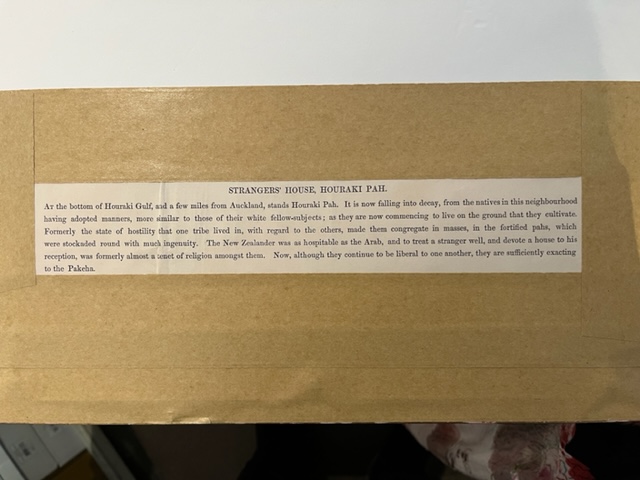 STRANGERS' HOUSE, HOURAKI PAH.
At the bottom of Houraki Gulf, and a few miles from Auckland, stands Houraki Pah. It is now falling into decay, from the natives in this neighbourhood
having adopted manners, more similar to those of their white fellow-subjects; as they are now commencing to live on the ground that they cultivate.
Formerly the state of hostility that one tribe lived in, with regard to the others, made them congregate in masses, in the fortified pahs, which
were stockaded round with much ingenuity. The New Zealander was as hospitable as the Arab, and to treat a stranger well, and devote a house to his
reception, was formerly almost a tenet of religion amongst them. Now, although they continue to be liberal to one another, they are sufficiently exacting
to the Pakeha.